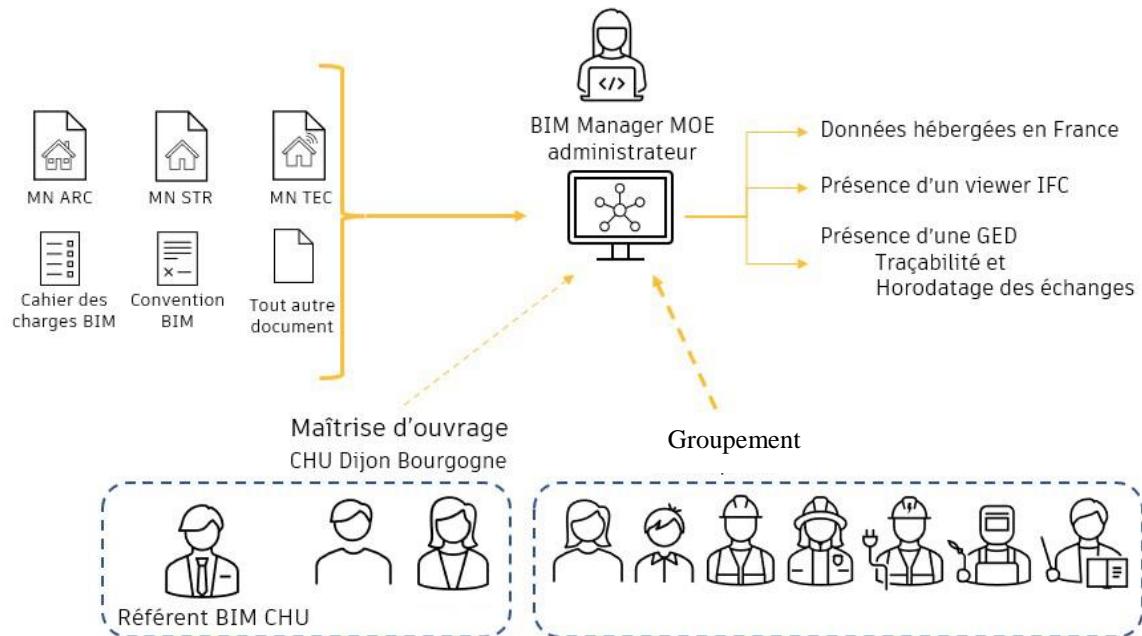 BIM Manager MOE
administrateur
MN ARC
MN STR
MN TEC
Cahier des
charges BIM
Convention
BIM
Tout autre
document
Données hébergées en France
Présence d'un viewer IFC
Présence d'une GED
Traçabilité et
Horodatage des échanges
Maîtrise d'ouvrage
CHU Dijon Bourgogne
Groupement
Référent BIM CHU